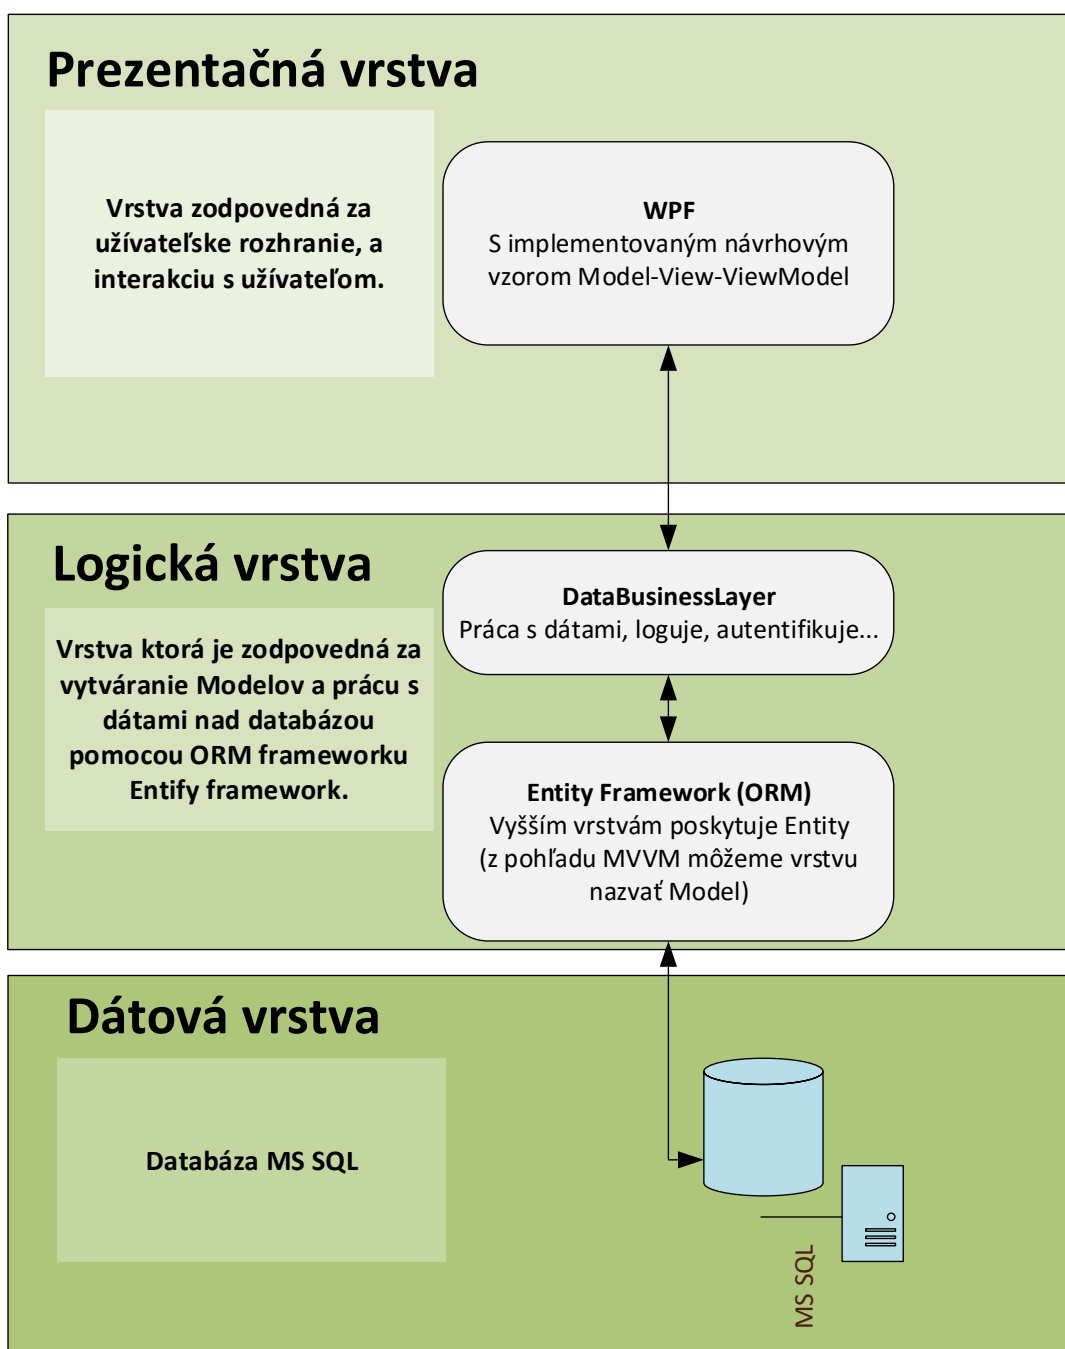 Prezentačná vrstva
Vrstva zodpovedná za
užívateľske rozhranie, a
interakciu s užívateľom.
WPF
S implementovaným návrhovým
vzorom Model-View-ViewModel
Logická vrstva
Vrstva ktorá je zodpovedná za
vytváranie Modelov a prácu s
dátami nad databázou
pomocou ORM frameworku
Entify framework.
DataBusinessLayer
Práca s dátami, loguje, autentifikuje...
Entity Framework (ORM)
Vyšším vrstvám poskytuje Entity
(z pohľadu MVVM môžeme vrstvu
nazvať Model)
Dátová vrstva
Databáza MS SQL
MS SQL